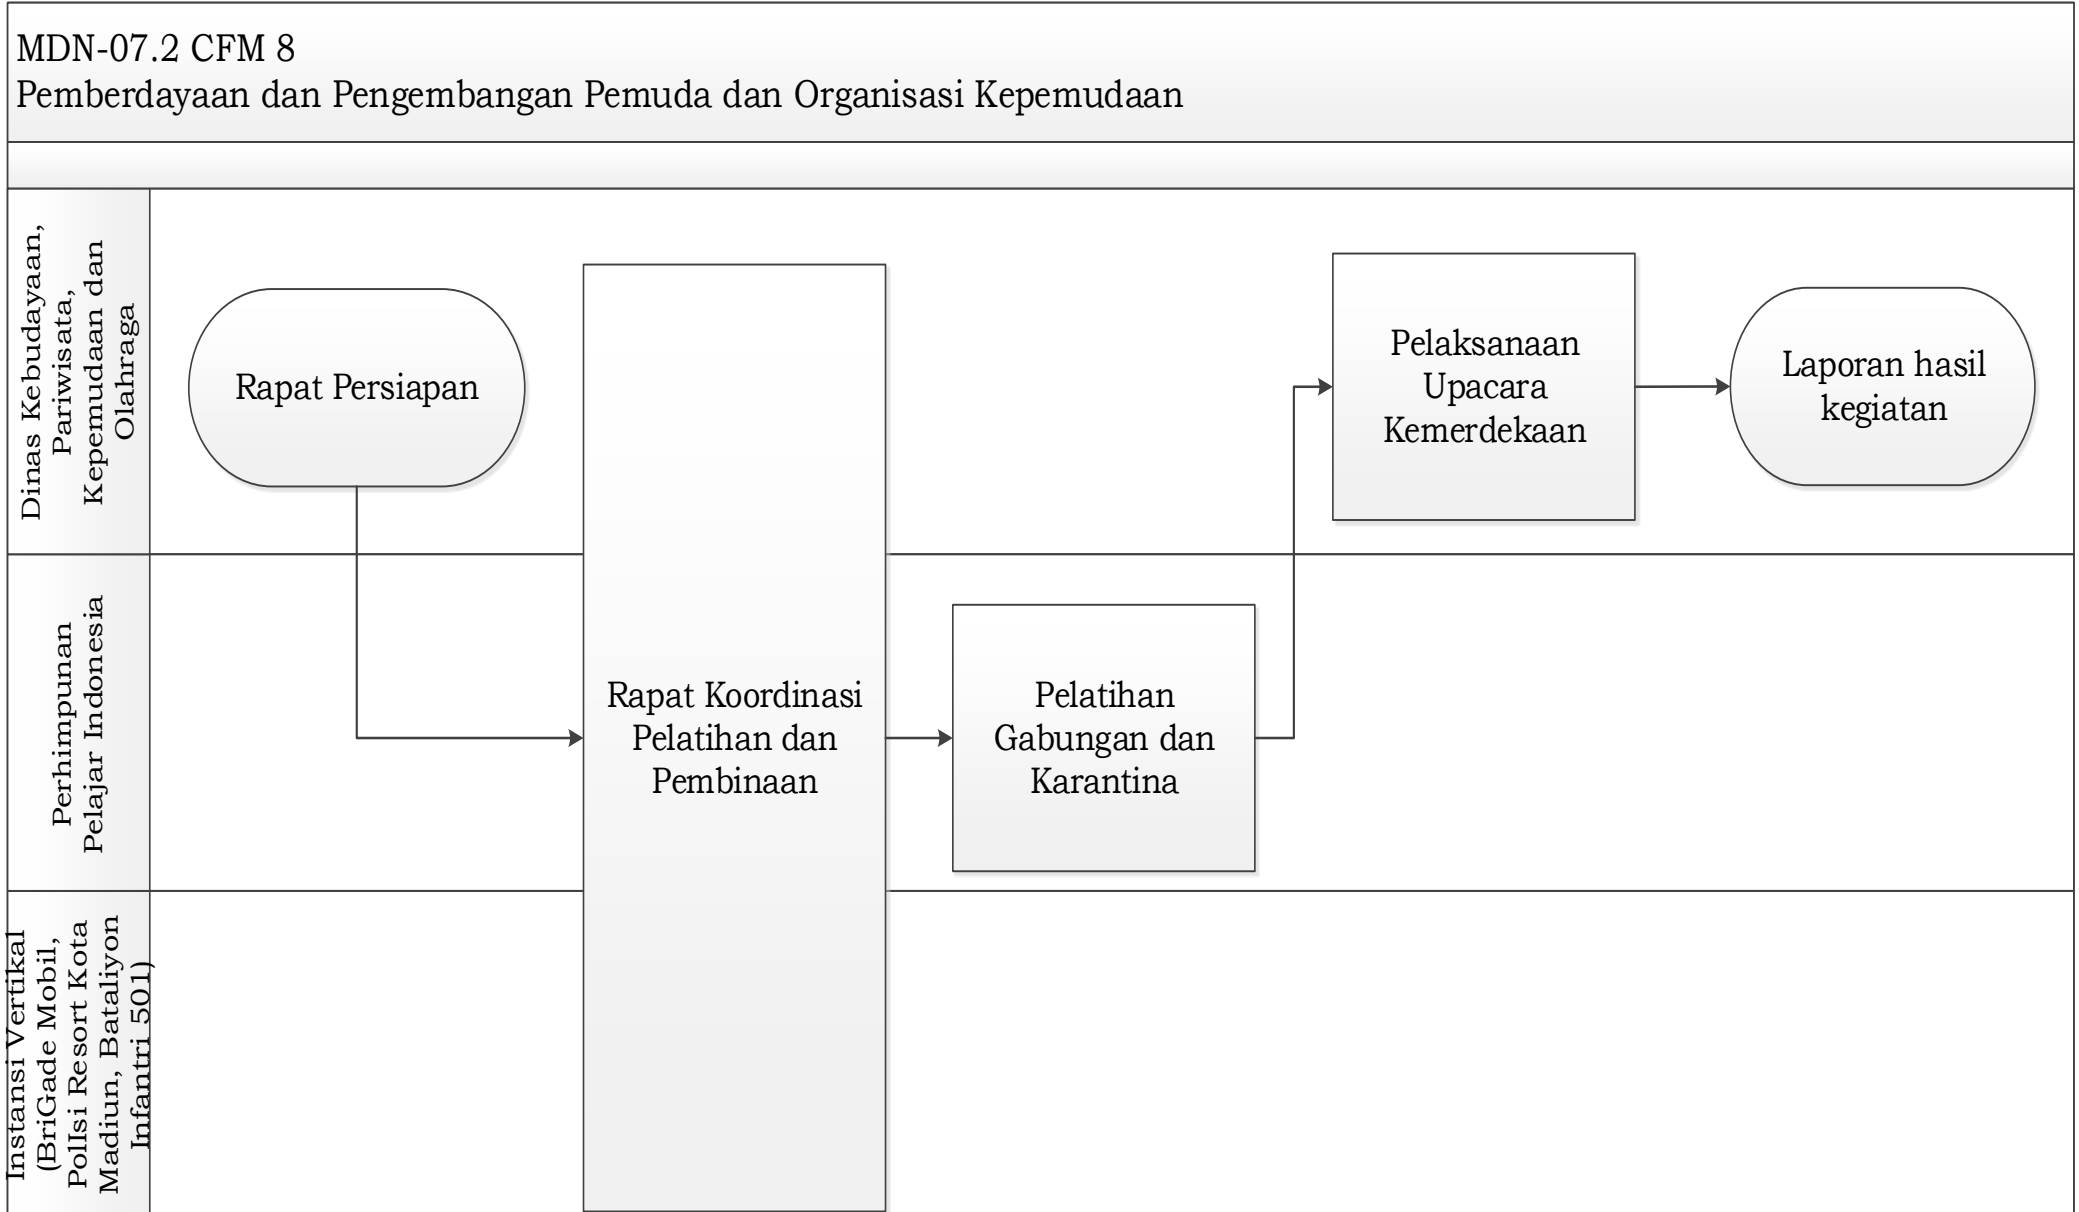 MDN-07.2 CFM 8
Pemberdayaan dan Pengembangan Pemuda dan Organisasi Kepemudaan
Dinas Kebudayaan,
Pariwisata,
Kepemudaan dan
Olahraga
Rapat Persiapan
Pelaksanaan
Upacara
Kemerdekaan
Laporan hasil
kegiatan
Perhimpunan
Pelajar Indonesia
Rapat Koordinasi
Pelatihan dan
Pembinaan
Pelatihan
Gabungan dan
Karantina
Instansi Vertikal
(BriGade Mobil,
PolIsi Resort Kota
Madiun, Bataliyon
Infantri 501)